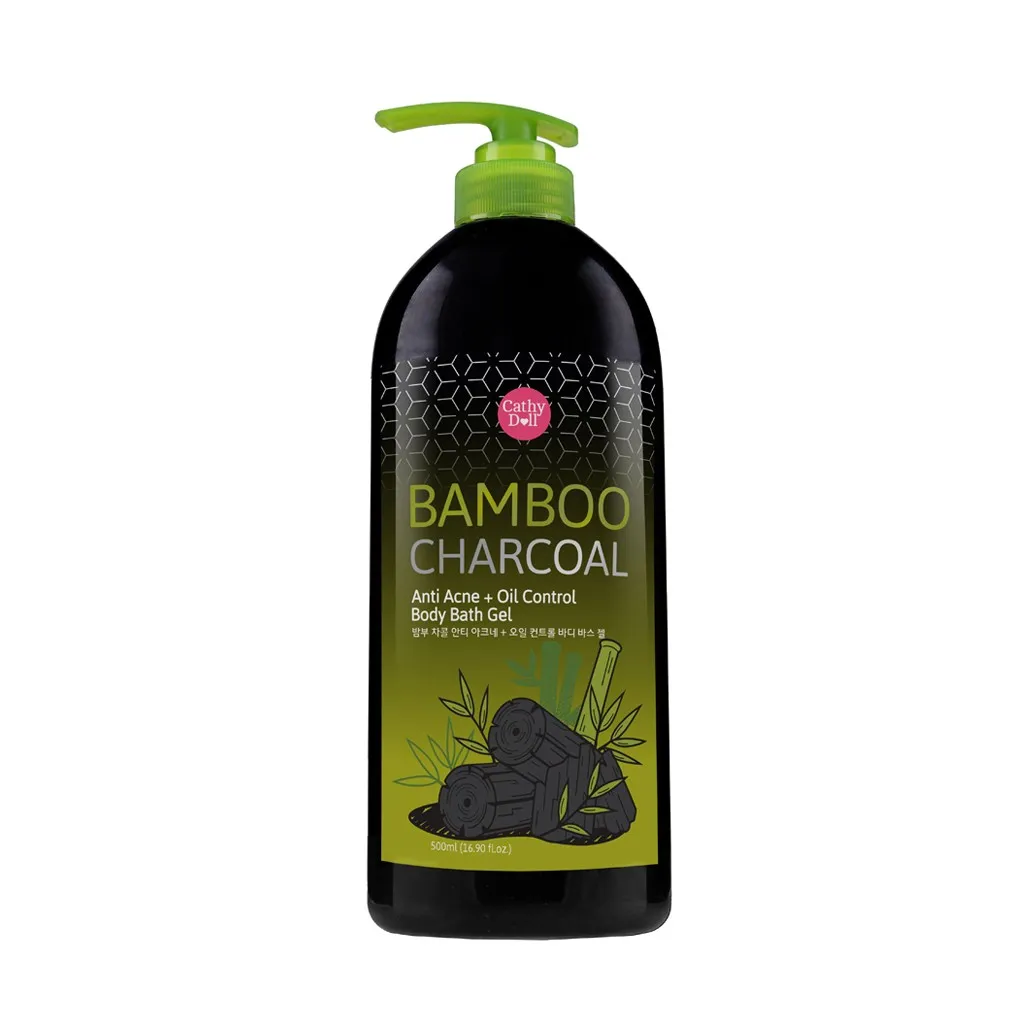 Cathy
Doll
BAMBOO
CHARCOAL
Anti Acne + Oil Control
Body Bath Gel
밤부 차콜 안티 아크네 + 오일 컨트롤 바디 바스 젤
500ml (16.90 fl.oz.)